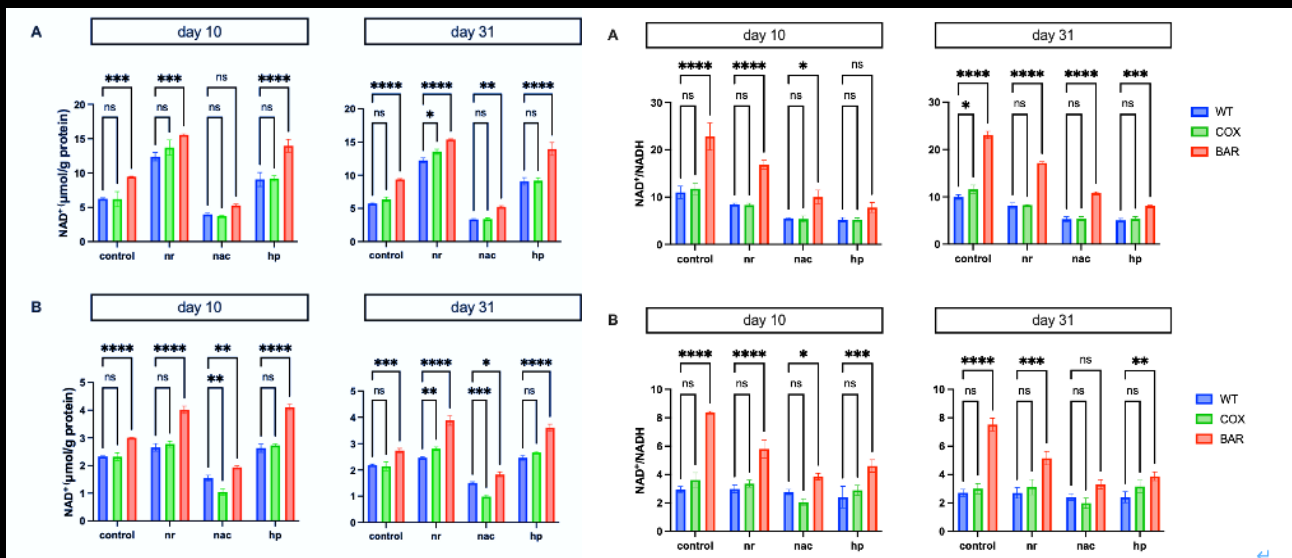 A
day 10
day 31
NAD⁺ (μmol/g protein)
20
15
10
5
0
*** *** ns ****
ns ns ns ns
control nr nac hp
20
15
10
5
0
**** **** ** ****
ns * ns ns
control nr nac hp
B
day 10
day 31
NAD⁺(μmol/g protein)
5
4
3
2
1
0
**** **** ** ****
ns ns ** ns
control nr nac hp
5
4
3
2
1
0
*** **** * ****
ns ** *** ns
control nr nac hp
A
day 10
day 31
NAD⁺/NADH
30
20
10
0
**** **** * ns
ns ns ns ns
control nr nac hp
30
20
10
0
**** **** **** ***
* ns ns ns
control nr nac hp
WT
COX
BAR
B
day 10
day 31
NAD⁺/NADH
10
8
6
4
2
0
**** **** * ***
ns ns ns ns
control nr nac hp
10
8
6
4
2
0
**** *** ns **
ns ns ns ns
control nr nac hp
WT
COX
BAR